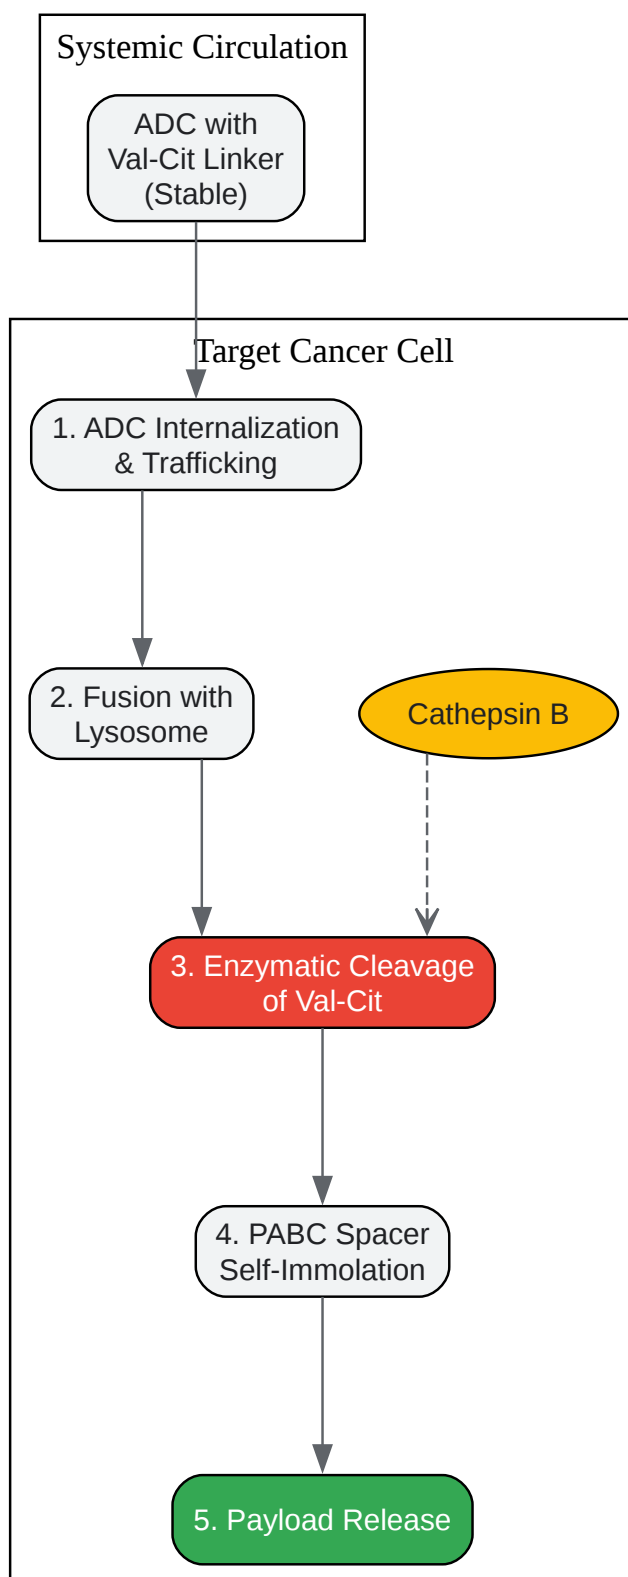 Systemic Circulation
ADC with
Val-Cit Linker
(Stable)
Target Cancer Cell
1. ADC Internalization
& Trafficking
2. Fusion with
Lysosome
Cathepsin B
3. Enzymatic Cleavage
of Val-Cit
4. PABC Spacer
Self-Immolation
5. Payload Release